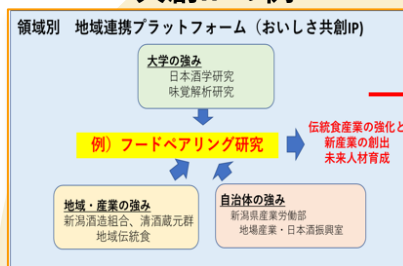 領域別 地域連携プラットフォーム（おいしさ共創IP)
大学の強み
日本酒学研究
味覚解析研究
例）フードペアリング研究
伝統食産業の強化と
新産業の創出
未来人材育成
地域・産業の強み
新潟酒造組合、清酒蔵元群
地域伝統食
自治体の強み
新潟県産業労働部
地場産業・日本酒振興室